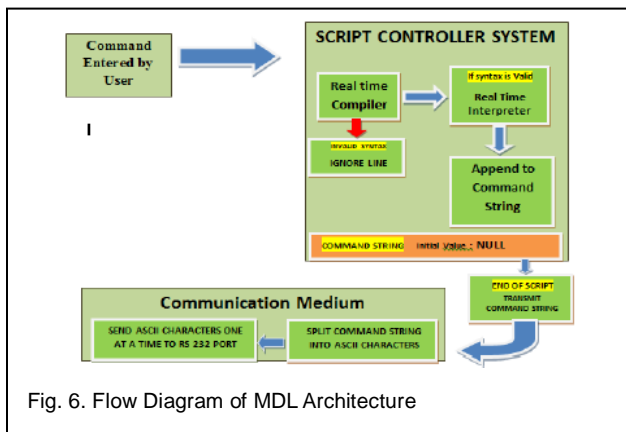 Command
Entered by
User
I
SCRIPT CONTROLLER SYSTEM
Real time
Compiler
If syntax is Valid
Real Time
Interpreter
INVALID SYNTAX
IGNORE LINE
Append to
Command
String
COMMAND STRING Initial Value : NULL
END OF SCRIPT
TRANSMIT
COMMAND STRING
Communication Medium
SPLIT COMMAND STRING
INTO ASCII CHARACTERS
SEND ASCII CHARACTERS ONE
AT A TIME TO RS 232 PORT
Fig. 6. Flow Diagram of MDL Architecture